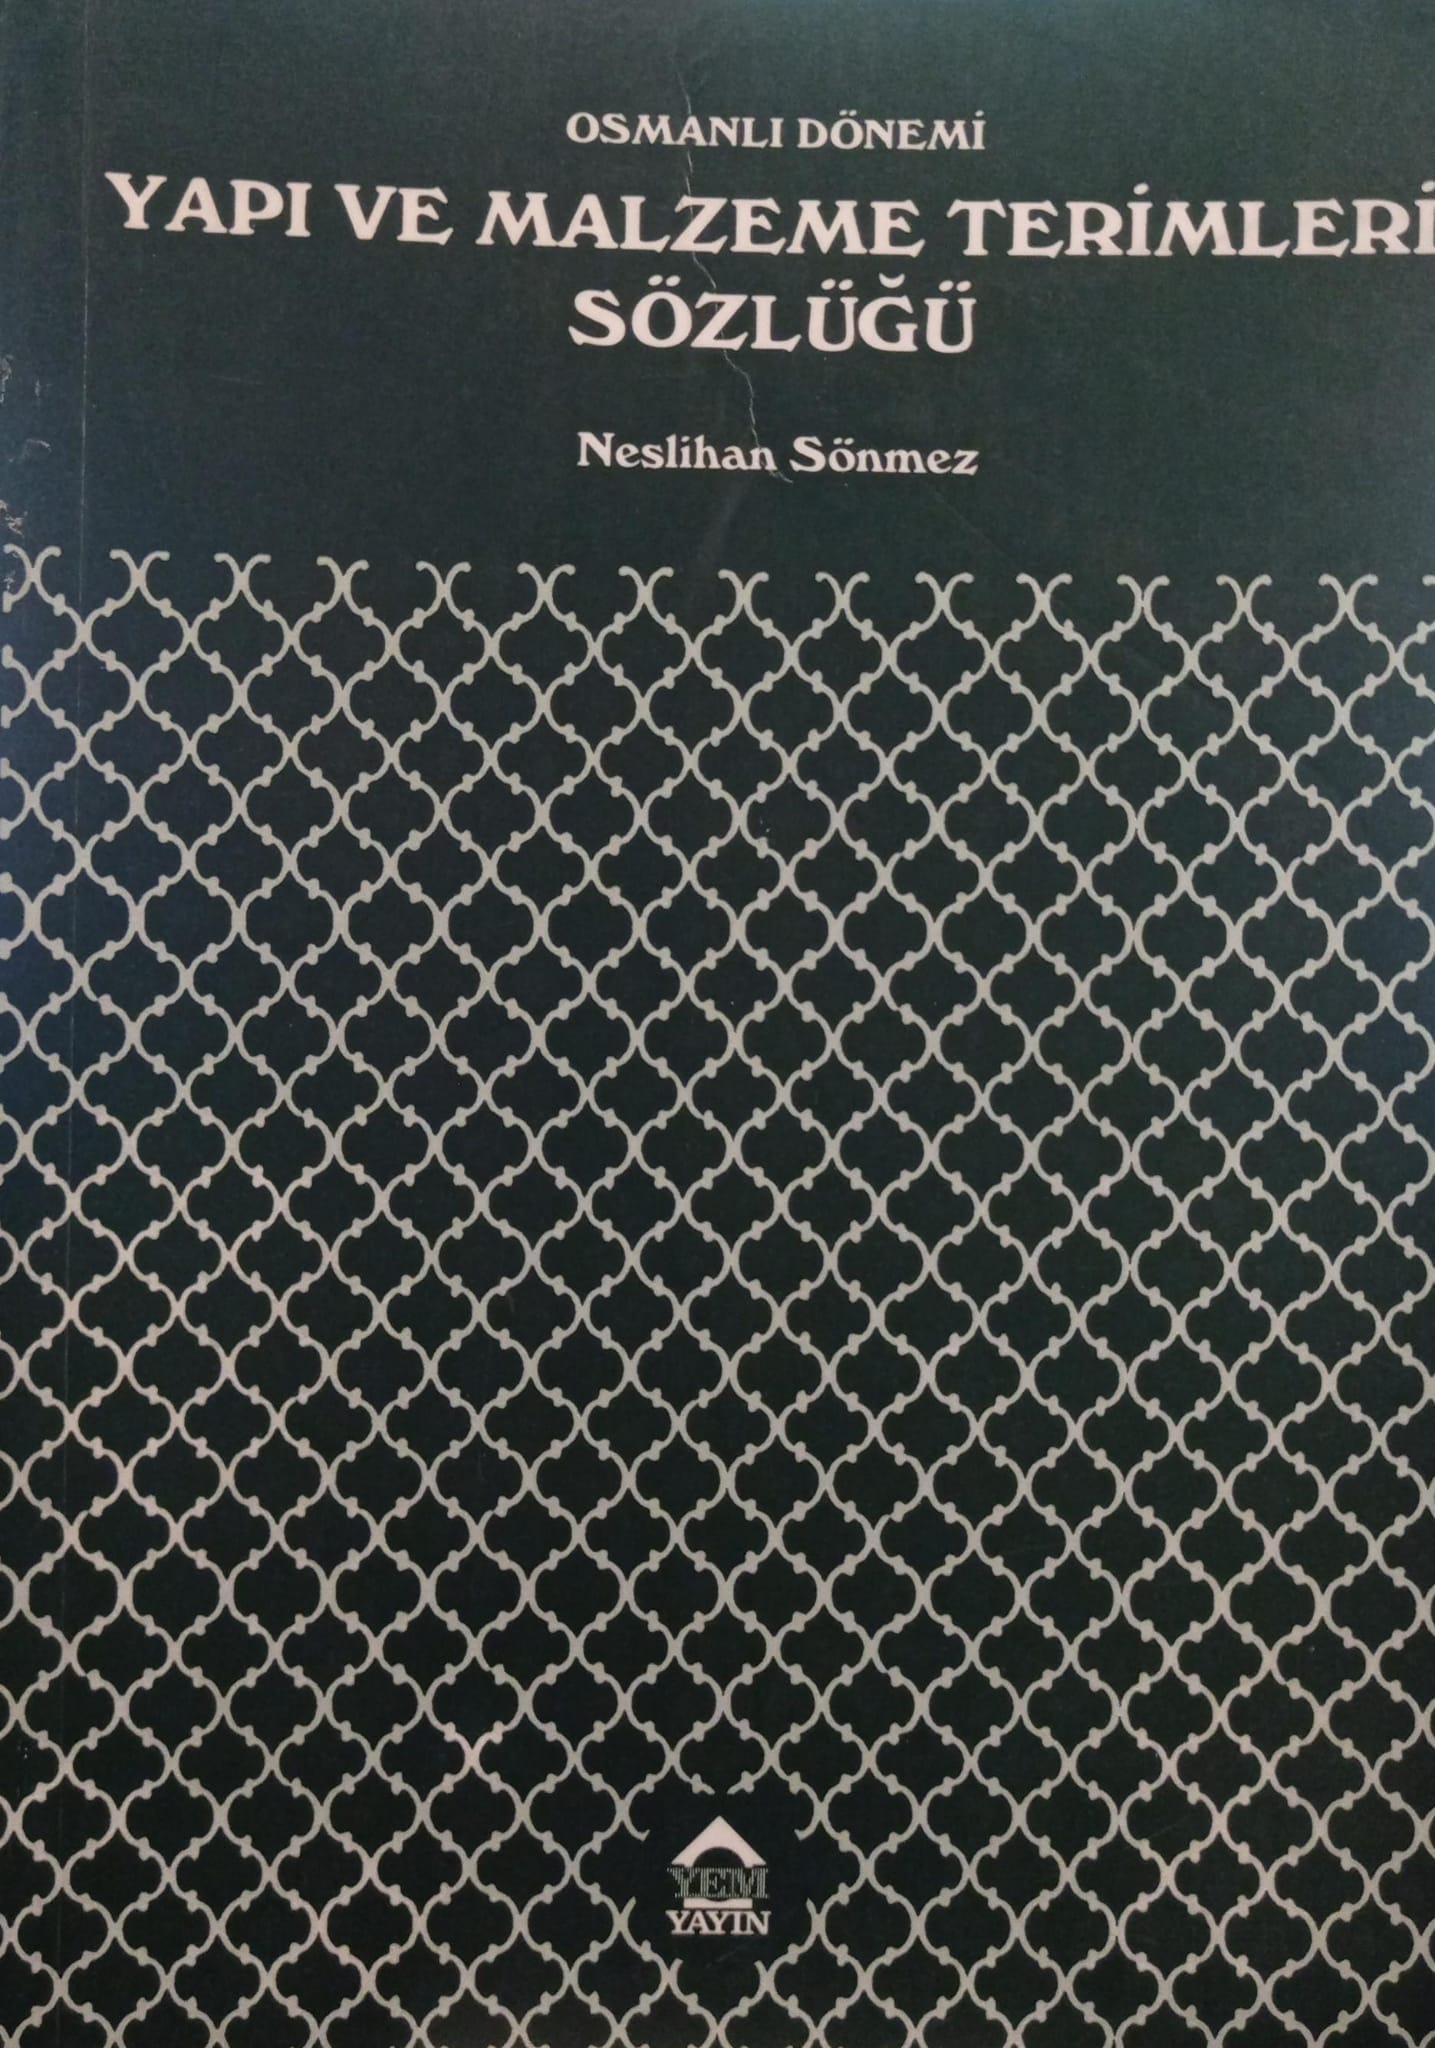 OSMANLI DÖNEMİ
YAPI VE MALZEME TERİMLERİ
SÖZLÜĞÜ
Neslihan Sönmez
YEM
YAYIN